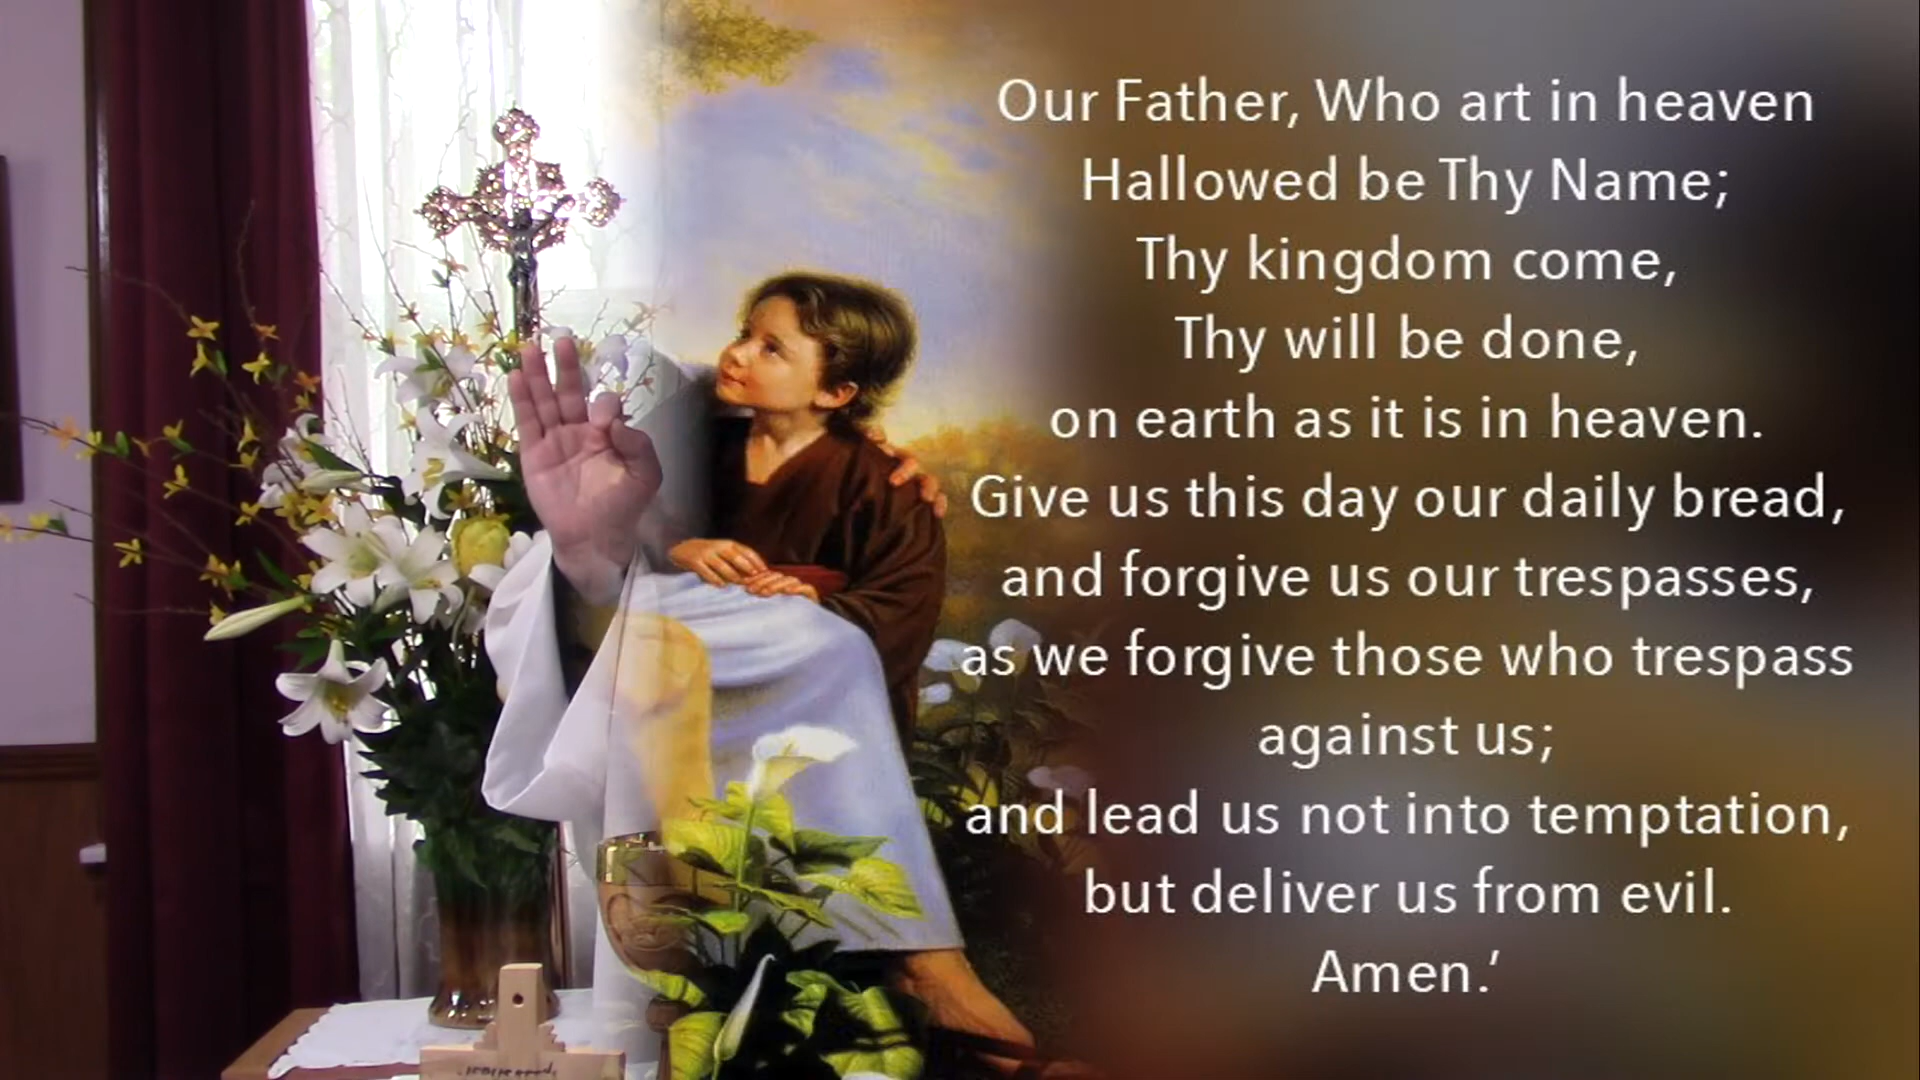 Our Father, Who art in heaven
Hallowed be Thy Name;
Thy kingdom come,
Thy will be done,
on earth as it is in heaven.
Give us this day our daily bread,
and forgive us our trespasses,
as we forgive those who trespass
against us;
and lead us not into temptation,
but deliver us from evil.
Amen.’